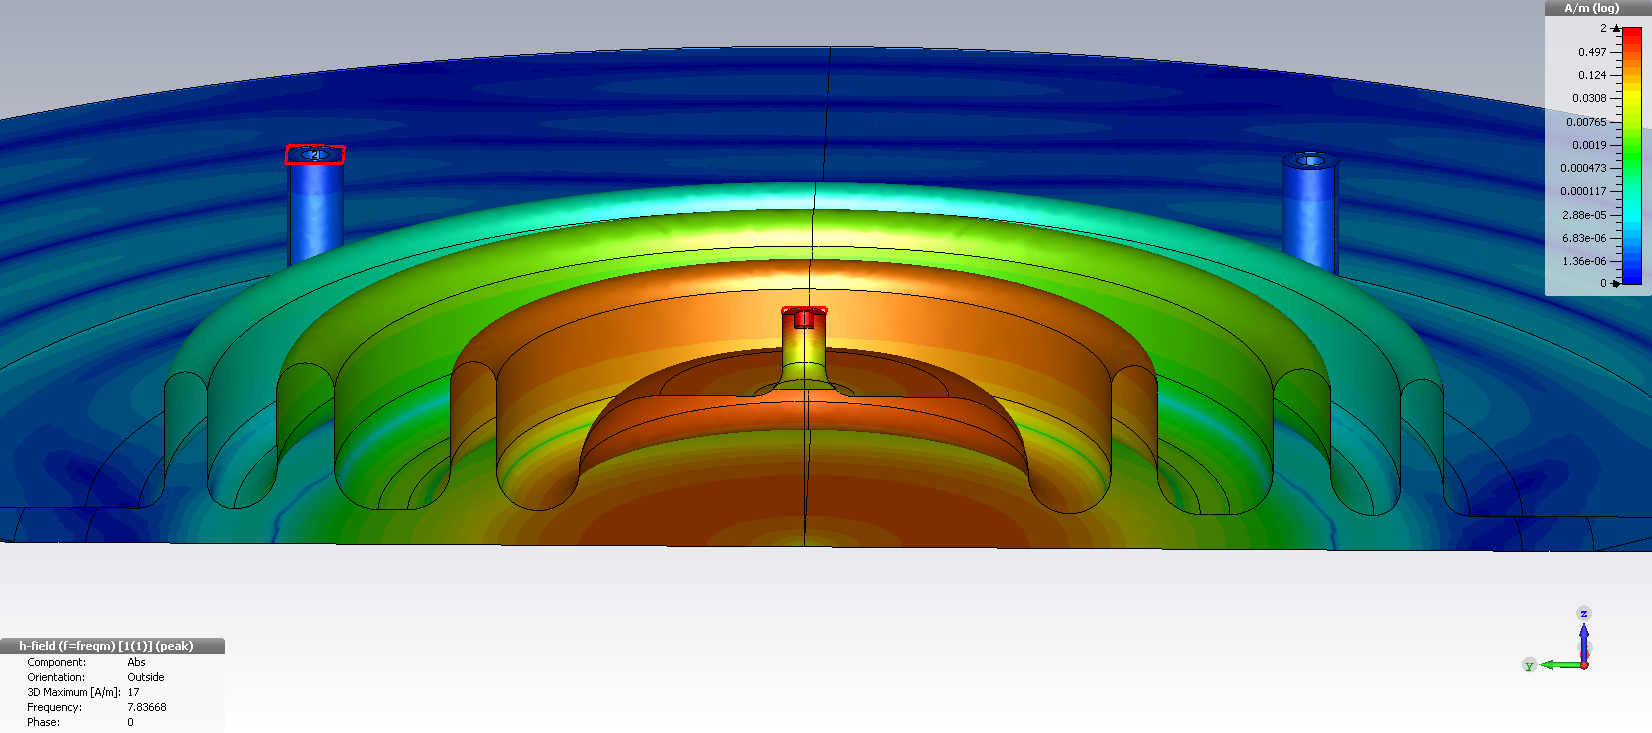 A/m (log)
2
0.497
0.124
0.0308
0.00765
0.0019
0.000473
0.000117
2.88e-05
6.83e-06
1.36e-06
0
2
z
y
h-field (f=freqm) [1(1)] (peak)
Component: Abs
Orientation: Outside
3D Maximum [A/m]: 17
Frequency: 7.83668
Phase: 0